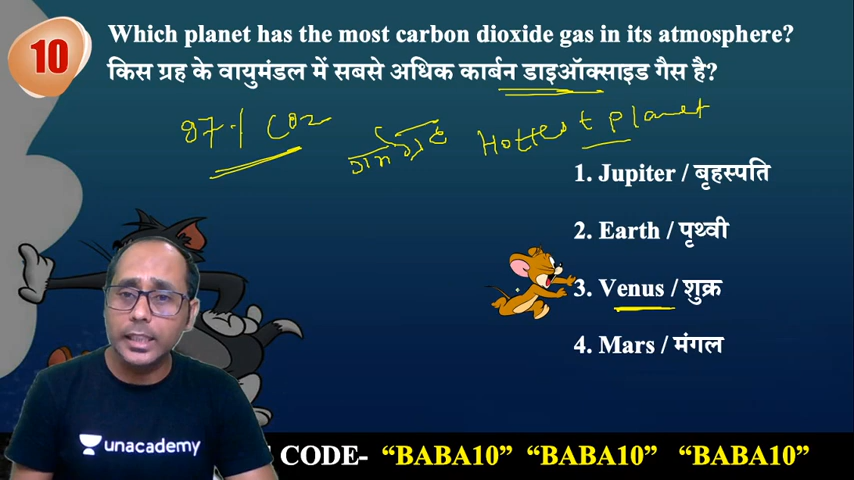 10
Which planet has the most carbon dioxide gas in its atmosphere?
किस ग्रह के वायुमंडल में सबसे अधिक कार्बन डाइऑक्साइड गैस है?
97% CO2
Hottest planet
1. Jupiter / बृहस्पति
2. Earth / पृथ्वी
3. Venus / शुक्र
4. Mars / मंगल
unacademy
CODE- “BABA10” “BABA10” “BABA10”